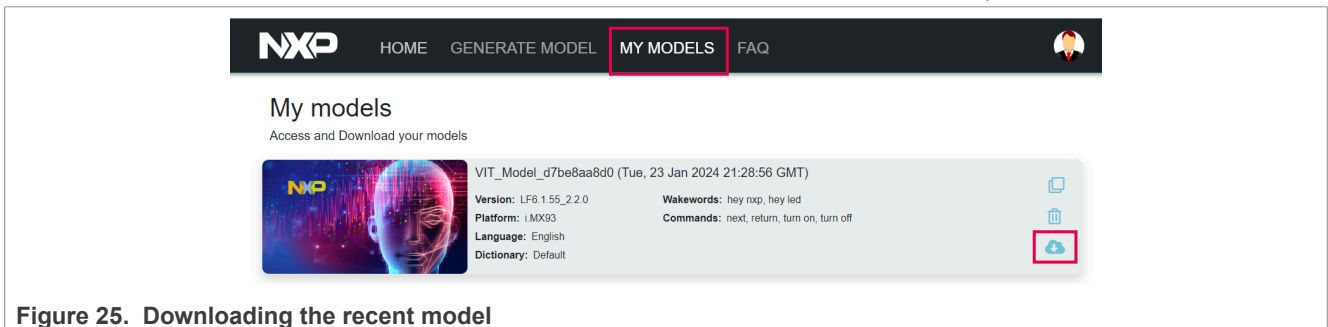 NXP HOME GENERATE MODEL MY MODELS FAQ
My models
Access and Download your models
NXP
VIT_Model_d7be8aa8d0 (Tue, 23 Jan 2024 21:28:56 GMT)
Version: LF6.1.55_2.2.0 Wakewords: hey nxp, hey led
Platform: i.MX93 Commands: next, return, turn on, turn off
Language: English
Dictionary: Default
Figure 25. Downloading the recent model